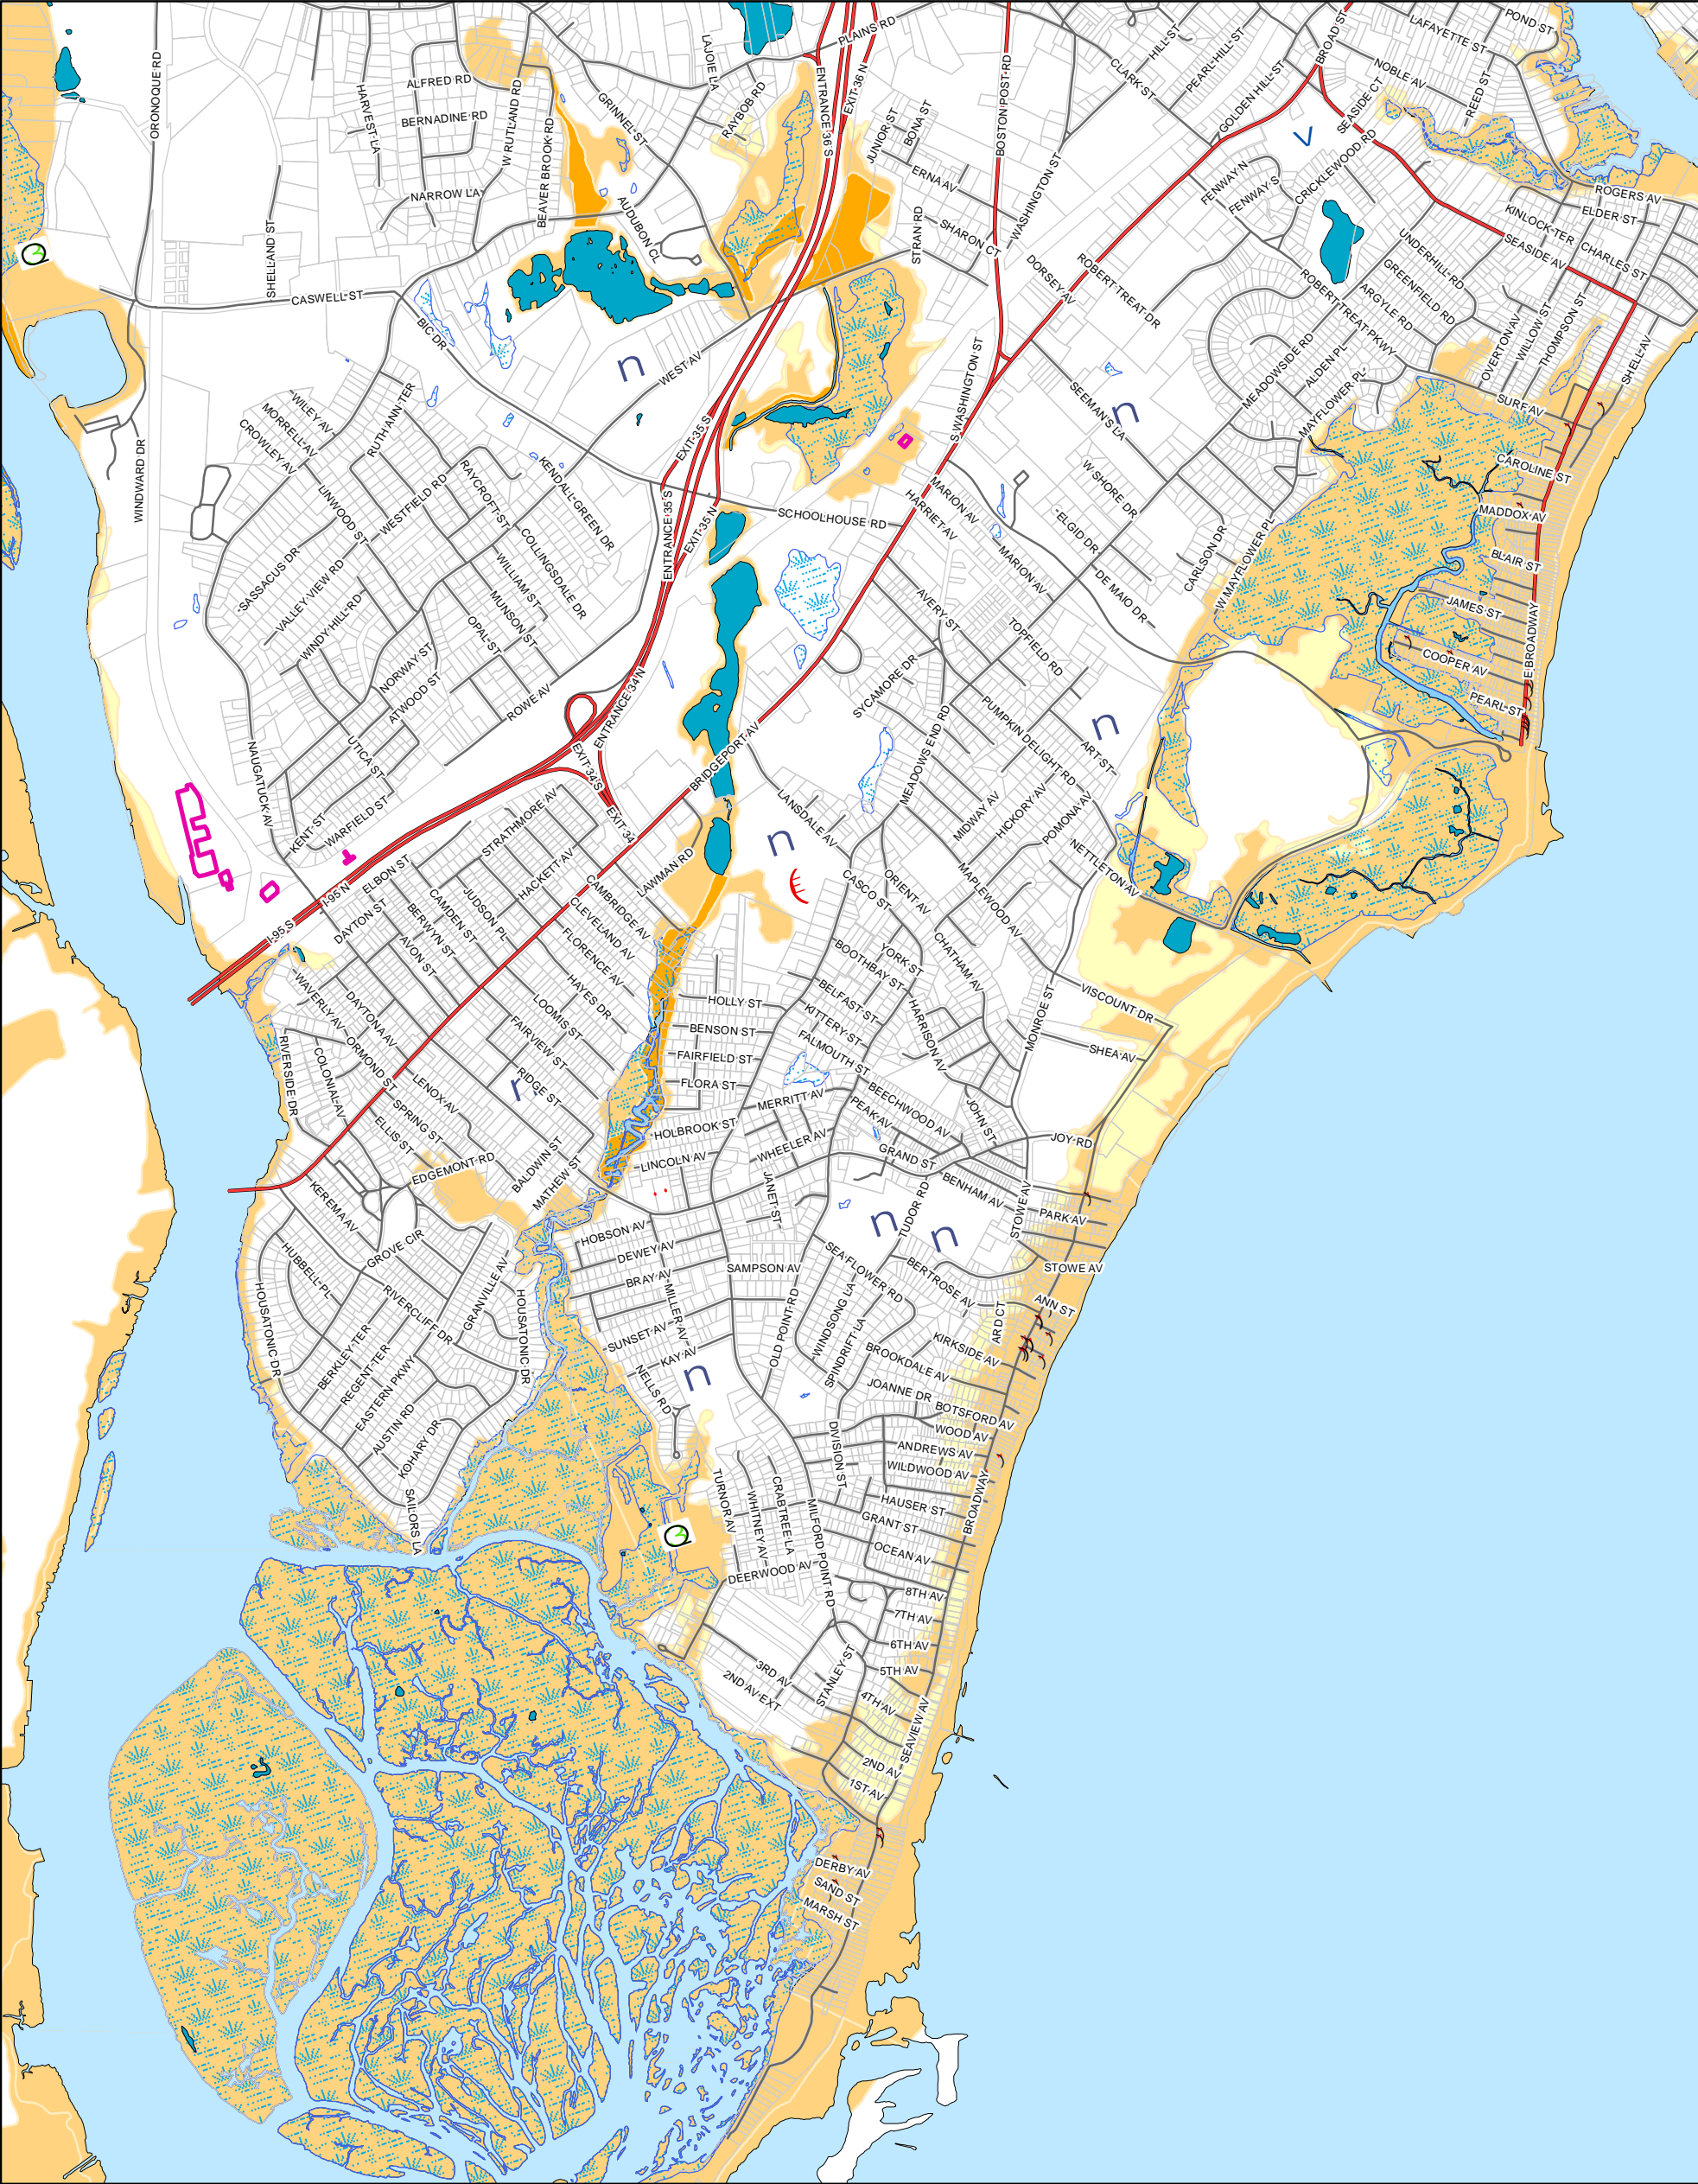 ORONOQUE RD
PLAINS RD
LAJOIE LA
BOSTON POST RD
BROAD ST
LAFAYETTE ST
POND ST
NOBLE AV
HILL ST
PEARL HILL ST
CLARK ST
GOLDEN HILL ST
SEASIDE CT
REED ST
ALFRED RD
HARVEST LA
BERNADINE RD
W RUTLAND RD
BEAVER BROOK RD
GRINNEL ST
RAYBOB RD
ENTRANCE 36 S
EXIT 36 N
JUNIOR ST
BONA ST
ERNA AV
WASHINGTON ST
FENWAY N
FENWAY S
CRICKLEWOOD RD
ROGERS AV
ELDER ST
KINLOCK TER
CHARLES ST
SEASIDE AV
NARROW LA
AUDUBON CL
STRAN RD
SHARON CT
SHELLAND ST
CASWELL ST
DORSEY AV
ROBERT TREAT DR
UNDERHILL RD
GREENFIELD RD
ARGYLE RD
ROBERT TREAT PKWY
BIC DR
WEST AV
MEADOWSIDE RD
ALDEN PL
MAYFLOWER PL
OVERTON AV
WILLOW ST
THOMPSON ST
SHELL AV
SURF AV
S WASHINGTON ST
SEEMAN'S LA
WILEY AV
MORRELL AV
CROWLEY AV
RUTH ANN TER
WINDWARD DR
EXIT 35 S
LINWOOD ST
WESTFIELD RD
RAYCROFT ST
KENDALL GREEN DR
W SHORE DR
CAROLINE ST
MADDOX AV
ENTRANCE 35 S
EXIT 35 N
SCHOOLHOUSE RD
HARRIET AV
MARION AV
ELGID DR
CARLSON DR
W MAYFLOWER PL
BLAIR ST
SASSACUS DR
VALLEY VIEW RD
WINDY HILL RD
COLLINGSDALE DR
WILLIAM ST
MUNSON ST
OPAL ST
MARION AV
DE MAIO DR
AVERY ST
TOPFIELD RD
JAMES ST
E BROADWAY
COOPER AV
PEARL ST
NORWAY ST
ATWOOD ST
ROWE AV
ENTRANCE 34 N
SYCAMORE DR
PUMPKIN DELIGHT RD
ART ST
NAUGATUCK AV
UTICA ST
EXIT 34 S
BRIDGEPORT AV
MEADOWS END RD
KENT ST
WARFIELD ST
STRATHMORE AV
EXIT 34
LANSDALE AV
MIDWAY AV
HICKORY AV
POMONA AV
NETTLETON AV
I-95 S
I-95 N
ELBON ST
DAYTON ST
HACKETT AV
JUDSON PL
CAMDEN ST
BERWYN ST
AVON ST
CAMBRIDGE AV
CLEVELAND AV
FLORENCE AV
LAWMAN RD
CASCO ST
ORIENT AV
MAPLEWOOD AV
CHATHAM AV
YORK ST
BOOTHBAY ST
WAVERLY AV
DAYTONA AV
HAYES DR
LOOMIS ST
FAIRVIEW ST
HOLLY ST
BELFAST ST
KITTERY ST
HARRISON AV
VISCOUNT DR
MONROE ST
SHEA AV
RIVERSIDE DR
COLONIAL AV
ORMOND ST
LENOX AV
SPRING ST
ELLIS ST
RIDGE ST
BENSON ST
FAIRFIELD ST
FLORA ST
FALMOUTH ST
MERRITT AV
BEECHWOOD AV
PEAK AV
JOHN ST
JOY RD
HOLBROOK ST
LINCOLN AV
WHEELER AV
GRAND ST
BENHAM AV
EDGEMONT RD
BALDWIN ST
MATHEW ST
KEREMA AV
JANET ST
TUDOR RD
STOWE AV
PARK AV
GROVE CIR
HUBBELL PL
HOBSON AV
DEWEY AV
BRAY AV
SAMPSON AV
SEA FLOWER RD
BERTROSE AV
STOWE AV
ANN ST
HOUSATONIC DR
RIVERCLIFF DR
GRANVILLE AV
HOUSATONIC DR
MILLER AV
SUNSET AV
KAY AV
NELLS RD
OLD POINT RD
WINDSONG LA
SPINDRIFT LA
ARD CT
KIRKSIDE AV
BROOKDALE AV
JOANNE DR
BOTSFORD AV
BERKLEY TER
REGENT TER
EASTERN PKWY
AUSTIN RD
KOHARY DR
SAILORS LA
WOOD AV
ANDREWS AV
WILDWOOD AV
DIVISION ST
TURNOR AV
WHITNEY AV
CRABTREE LA
MILFORD POINT RD
HAUSER ST
GRANT ST
OCEAN AV
BROADWAY
DEERWOOD AV
8TH AV
7TH AV
6TH AV
5TH AV
3RD AV
2ND AV EXT
STANLEY ST
4TH AV
SEAVIEW AV
2ND AV
1ST AV
DERBY AV
SAND ST
MARSH ST